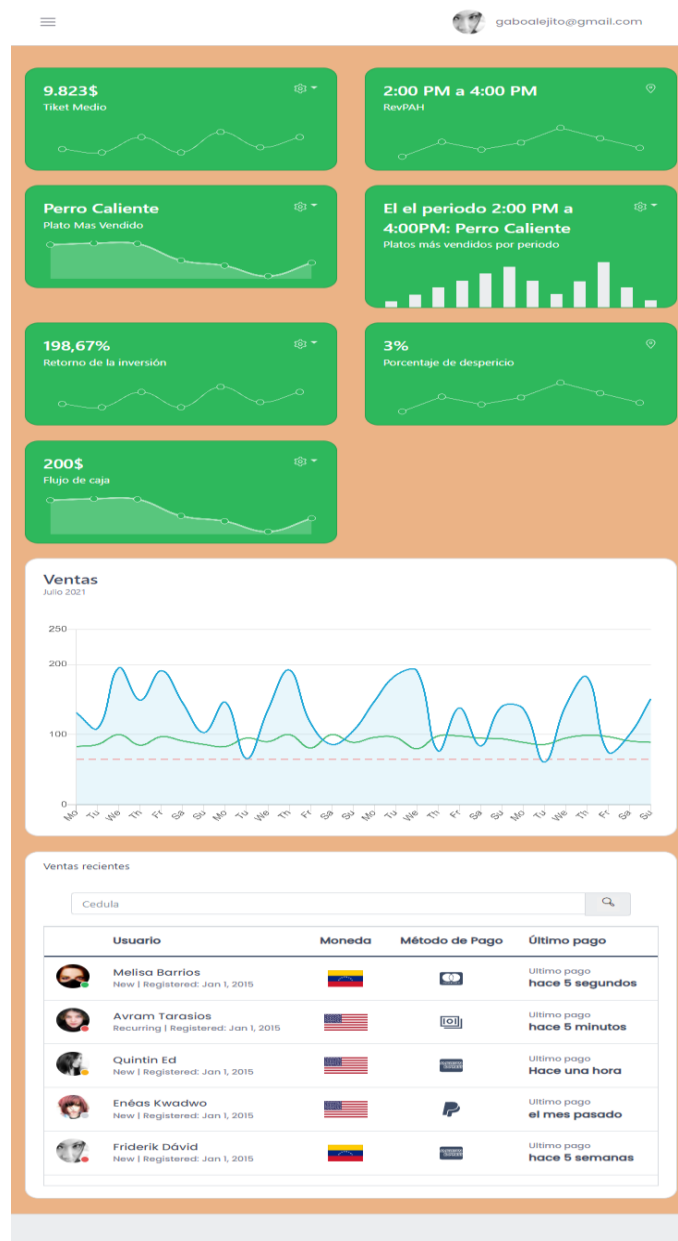 gaboalejito@gmail.com
9.823$
Tiket Medio
2:00 PM a 4:00 PM
RevPAH
Perro Caliente
Plato Mas Vendido
El el periodo 2:00 PM a
4:00PM: Perro Caliente
Platos más vendidos por periodo
198,67%
Retorno de la inversión
3%
Porcentaje de despericio
200$
Flujo de caja
Ventas
Julio 2021
250
200
100
0
Mo Tu We Th Fr Sa Su Mo Tu We Th Fr Sa Su Mo Tu We Th Fr Sa Su Mo Tu We Th Fr Sa Su
Ventas recientes
Cedula
Usuario Moneda Método de Pago Último pago
Melisa Barrios
New | Registered: Jan 1, 2015
Ultimo pago
hace 5 segundos
Avram Tarasios
Recurring | Registered: Jan 1, 2015
Ultimo pago
hace 5 minutos
Quintin Ed
New | Registered: Jan 1, 2015
Ultimo pago
Hace una hora
Enéas Kwadwo
New | Registered: Jan 1, 2015
Ultimo pago
el mes pasado
Friderik Dávid
New | Registered: Jan 1, 2015
Ultimo pago
hace 5 semanas